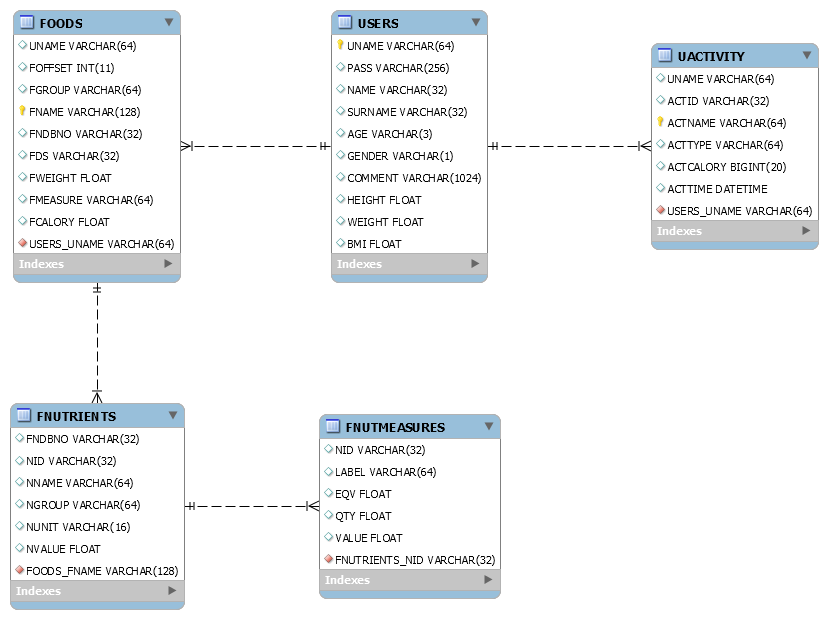 FOODS
UNAME VARCHAR(64)
FOFFSET INT(11)
FGROUP VARCHAR(64)
FNAME VARCHAR(128)
FNDBNO VARCHAR(32)
FDS VARCHAR(32)
FWEIGHT FLOAT
FMEASURE VARCHAR(64)
FCALORY FLOAT
USERS_UNAME VARCHAR(64)
Indexes
USERS
UNAME VARCHAR(64)
PASS VARCHAR(256)
NAME VARCHAR(32)
SURNAME VARCHAR(32)
AGE VARCHAR(3)
GENDER VARCHAR(1)
COMMENT VARCHAR(1024)
HEIGHT FLOAT
WEIGHT FLOAT
BMI FLOAT
Indexes
UACTIVITY
UNAME VARCHAR(64)
ACTID VARCHAR(32)
ACTNAME VARCHAR(64)
ACTTYPE VARCHAR(64)
ACTCALORY BIGINT(20)
ACTTIME DATETIME
USERS_UNAME VARCHAR(64)
Indexes
FNUTRIENTS
FNDBNO VARCHAR(32)
NID VARCHAR(32)
NNAME VARCHAR(64)
NGROUP VARCHAR(64)
NUNIT VARCHAR(16)
NVALUE FLOAT
FOODS_FNAME VARCHAR(128)
Indexes
FNUTMEASURES
NID VARCHAR(32)
LABEL VARCHAR(64)
EQV FLOAT
QTY FLOAT
VALUE FLOAT
FNUTRIENTS_NID VARCHAR(32)
Indexes